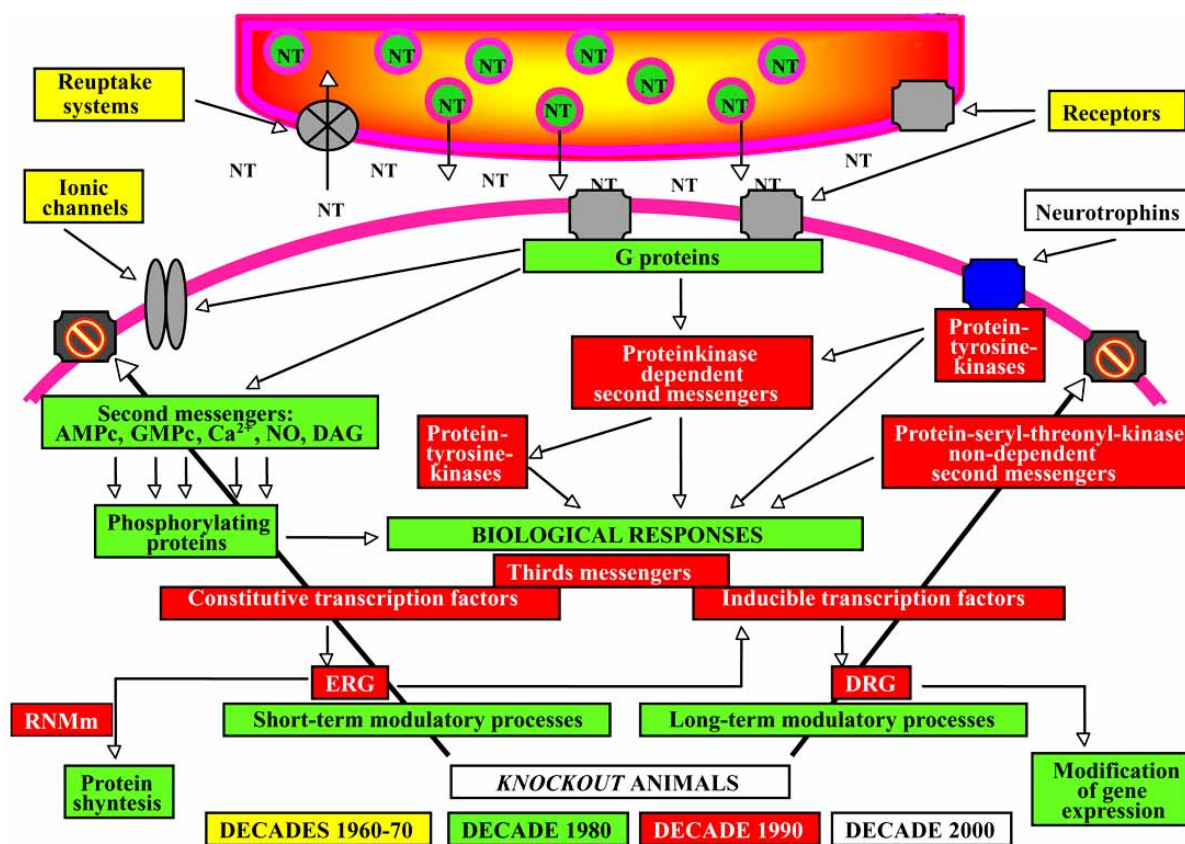 NT
NT
NT
NT
NT
NT
NT
NT
NT
Reuptake
systems
Receptors
NT
NT
NT
NT
NT
NT
NT
NT
Ionic
channels
Neurotrophins
G proteins
Protein-
tyrosine-
kinases
Proteinkinase
dependent
second messengers
Second messengers:
AMPc, GMPc, Ca²⁺, NO, DAG
Protein-
tyrosine-
kinases
Protein-seryl-threonyl-kinase
non-dependent
second messengers
Phosphorylating
proteins
BIOLOGICAL RESPONSES
Thirds messengers
Constitutive transcription factors
Inducible transcription factors
ERG
DRG
RNMm
Short-term modulatory processes
Long-term modulatory processes
Protein
shyntesis
KNOCKOUT ANIMALS
Modification
of gene
expression
DECADES 1960-70
DECADE 1980
DECADE 1990
DECADE 2000